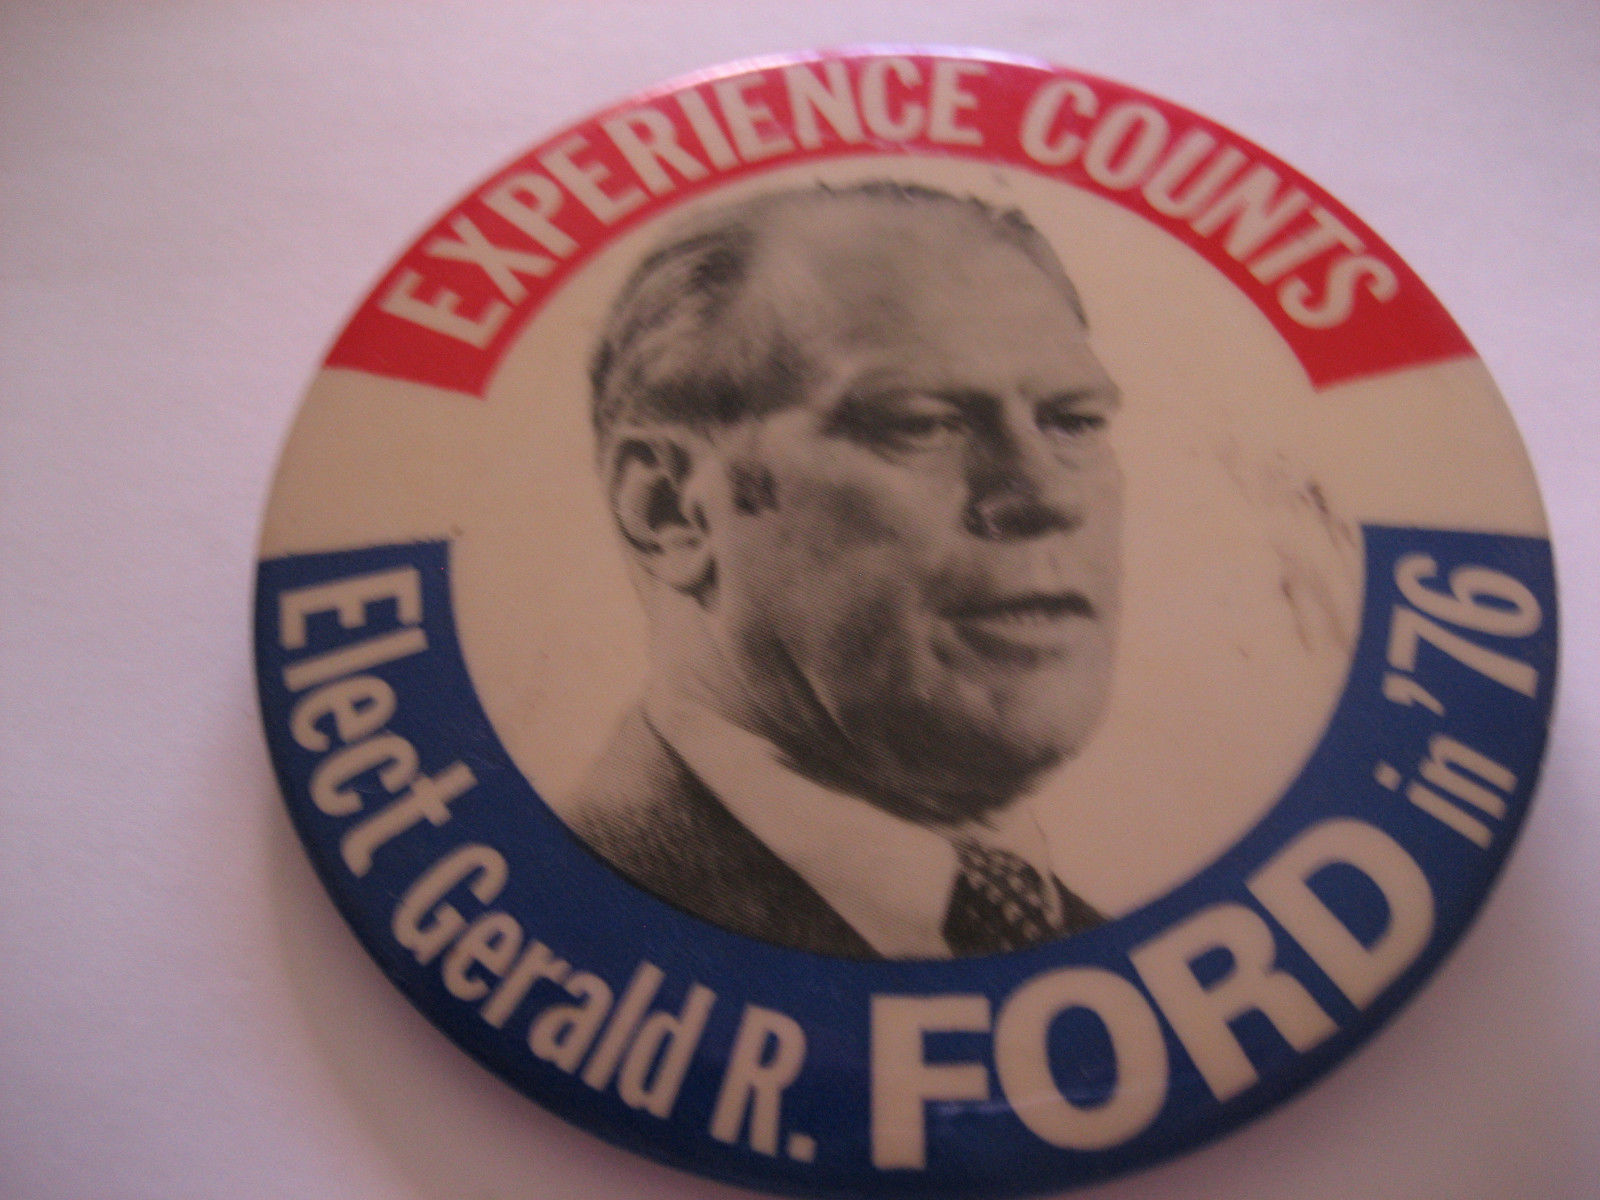 EXPERIENCE COUNTS
Elect Gerald R. FORD in '76